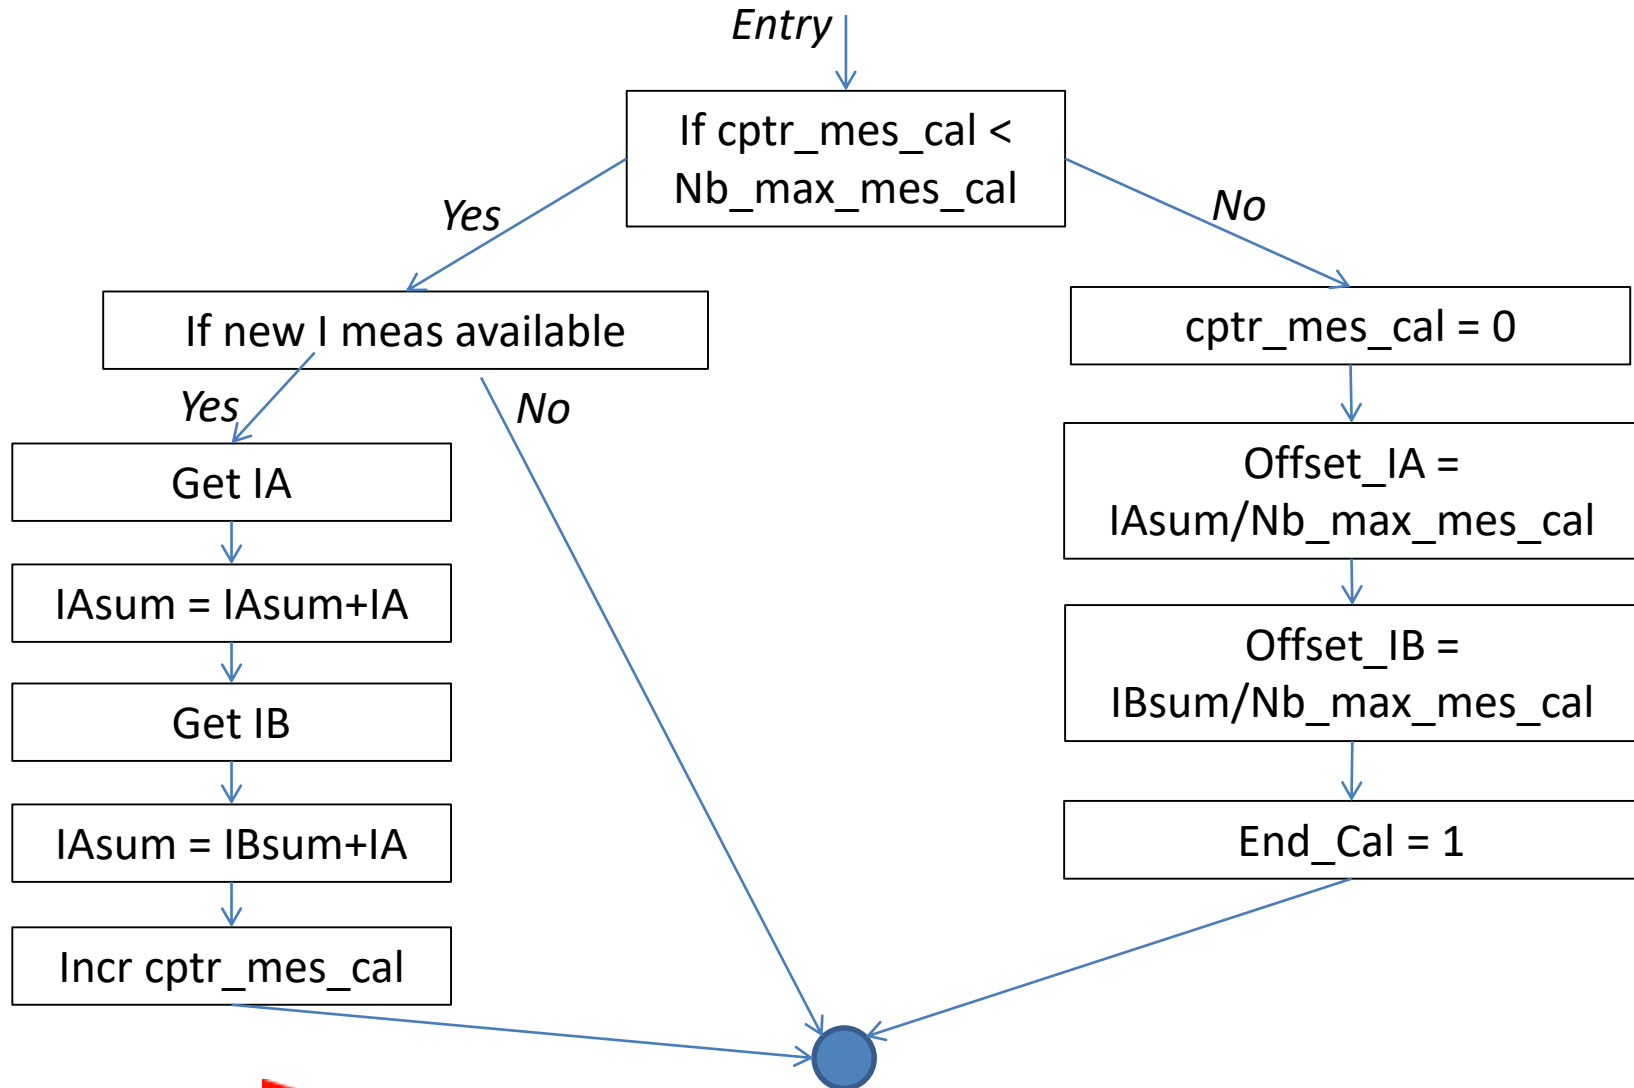 Entry
If cptr_mes_cal <
Nb_max_mes_cal
Yes
No
If new I meas available
Yes
No
Get IA
IAsum = IAsum+IA
Get IB
IAsum = IBsum+IA
Incr cptr_mes_cal
cptr_mes_cal = 0
Offset_IA =
IAsum/Nb_max_mes_cal
Offset_IB =
IBsum/Nb_max_mes_cal
End_Cal = 1